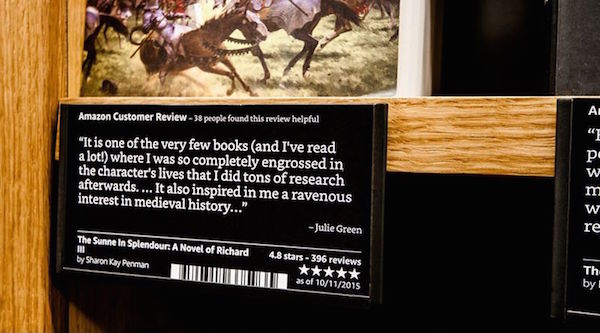 Amazon Customer Review – 38 people found this review helpful
“It is one of the very few books (and I've read
a lot!) where I was so completely engrossed in
the character's lives that I did tons of research
afterwards. ... It also inspired in me a ravenous
interest in medieval history...”
– Julie Green
The Sunne In Splendour: A Novel of Richard
III
by Sharon Kay Penman
4.8 stars - 396 reviews
★★★★★
as of 10/11/2015
by